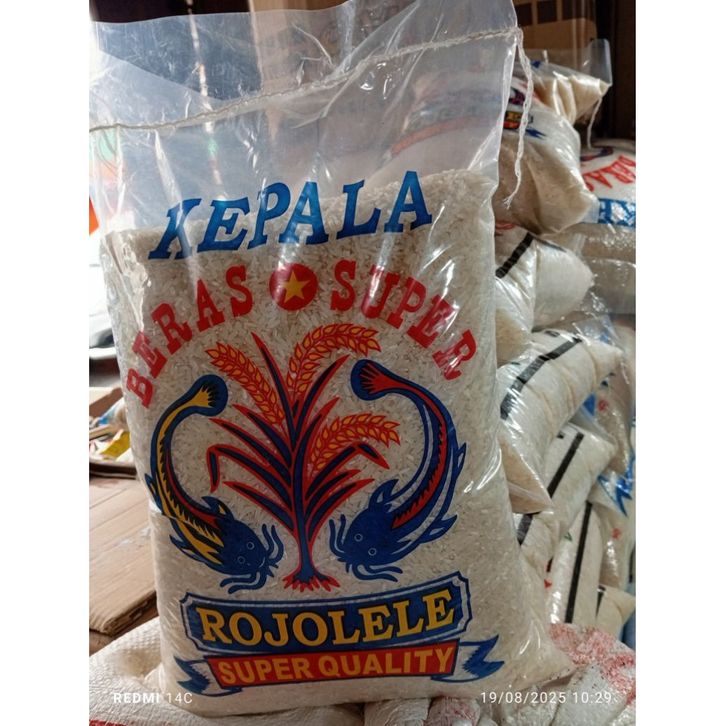 KEPALA
BERAS SUPER
ROJOLELE
SUPER QUALITY
REDMI 14C
19/08/2025 10:29